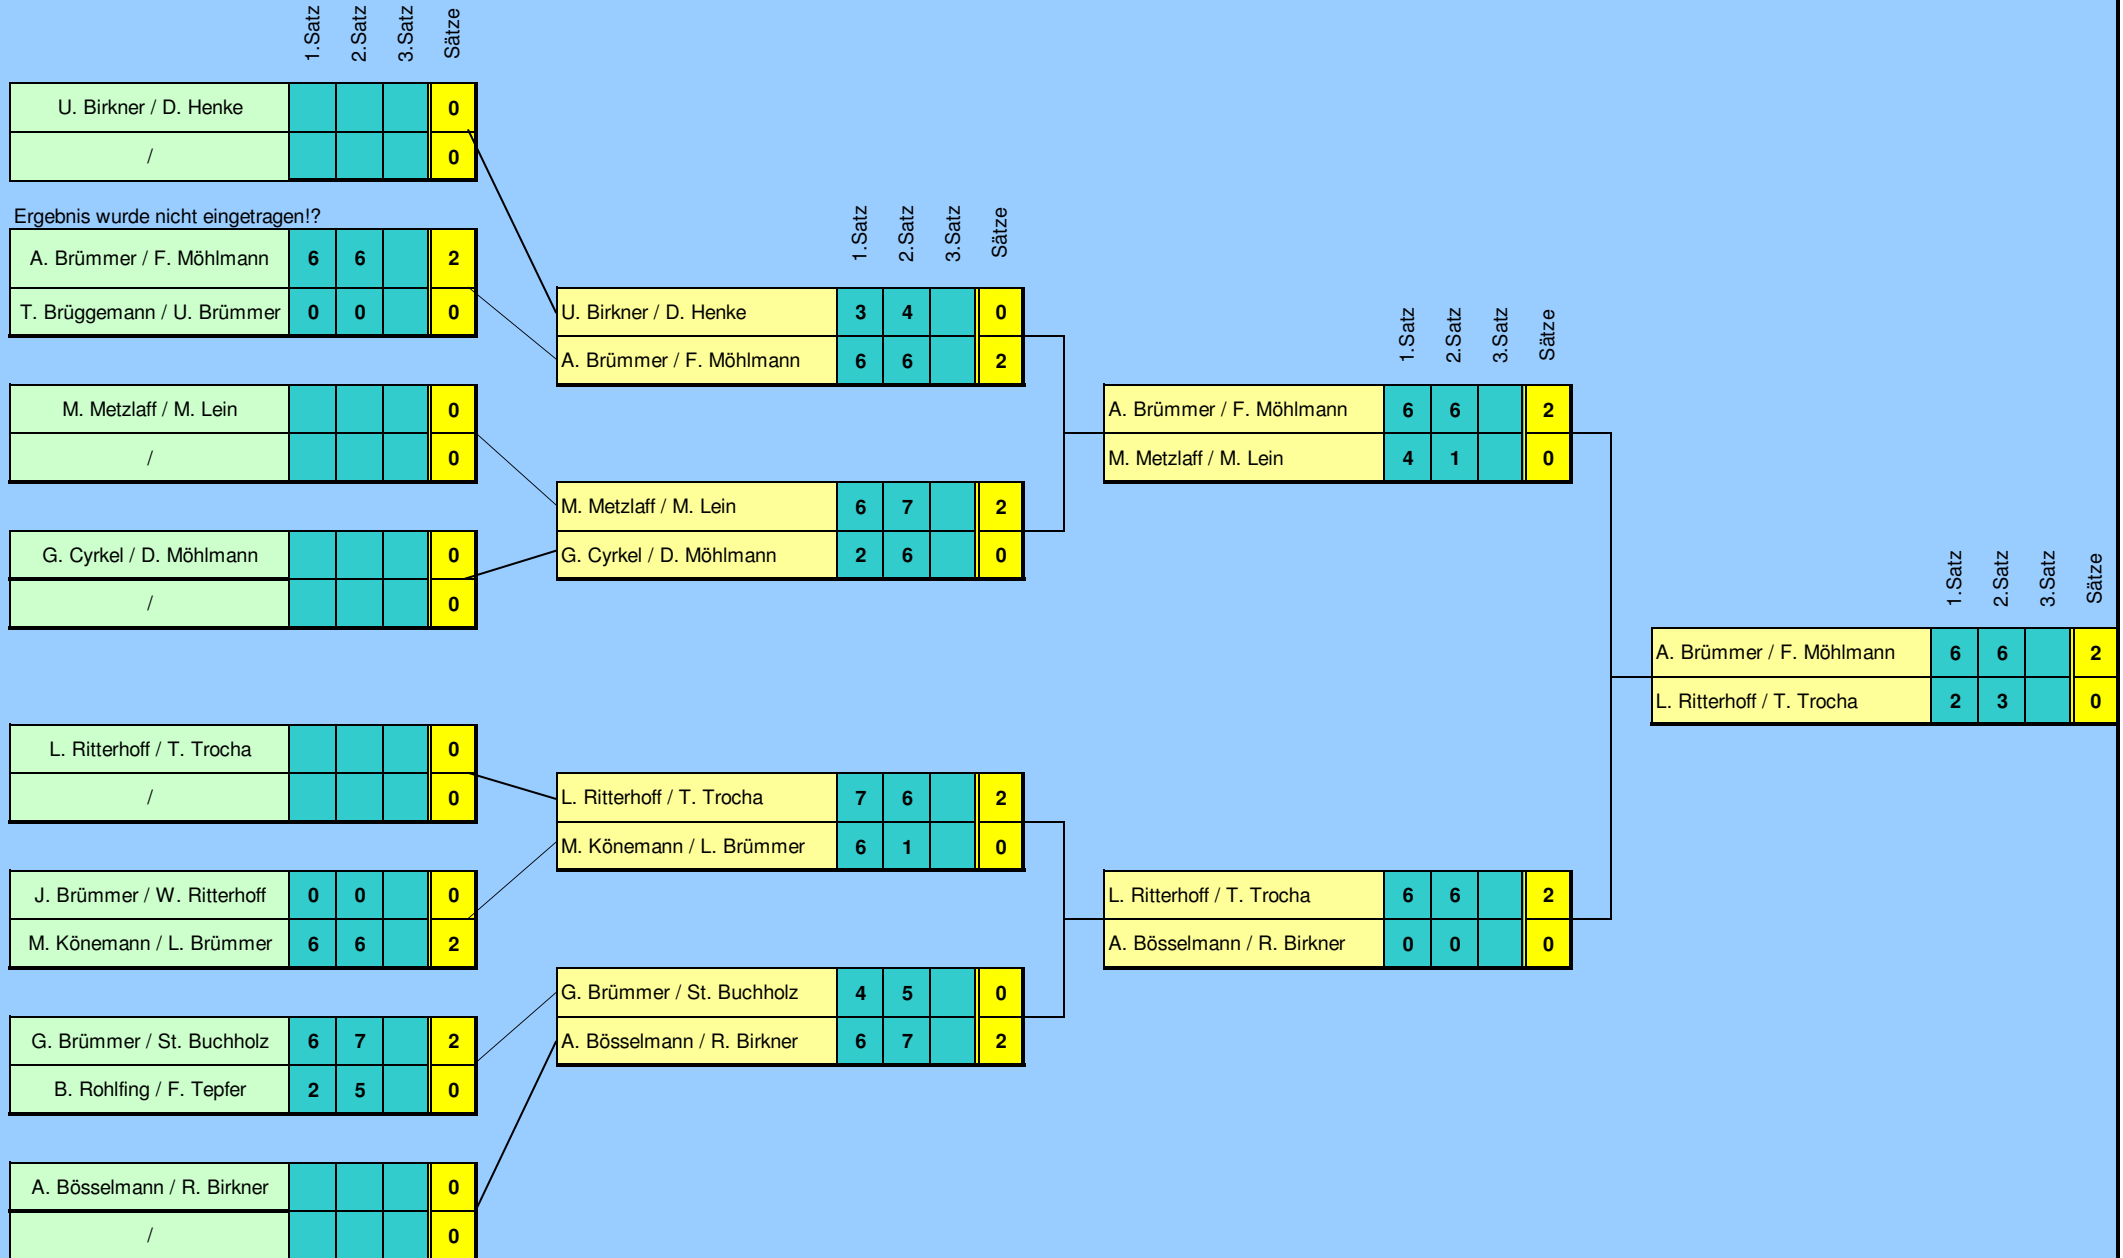 1.Satz 2.Satz 3.Satz Sätze
U. Birkner / D. Henke 0
/ 0
Ergebnis wurde nicht eingetragen!?
A. Brümmer / F. Möhlmann 6 6 2
T. Brüggemann / U. Brümmer 0 0 0
M. Metzlaff / M. Lein 0
/ 0
G. Cyrkel / D. Möhlmann 0
/ 0
L. Ritterhoff / T. Trocha 0
/ 0
J. Brümmer / W. Ritterhoff 0 0 0
M. Könemann / L. Brümmer 6 6 2
G. Brümmer / St. Buchholz 6 7 2
B. Rohlfing / F. Tepfer 2 5 0
A. Bösselmann / R. Birkner 0
/ 0
1.Satz 2.Satz 3.Satz Sätze
U. Birkner / D. Henke 3 4 0
A. Brümmer / F. Möhlmann 6 6 2
M. Metzlaff / M. Lein 6 7 2
G. Cyrkel / D. Möhlmann 2 6 0
L. Ritterhoff / T. Trocha 7 6 2
M. Könemann / L. Brümmer 6 1 0
G. Brümmer / St. Buchholz 4 5 0
A. Bösselmann / R. Birkner 6 7 2
1.Satz 2.Satz 3.Satz Sätze
A. Brümmer / F. Möhlmann 6 6 2
M. Metzlaff / M. Lein 4 1 0
L. Ritterhoff / T. Trocha 6 6 2
A. Bösselmann / R. Birkner 0 0 0
1.Satz 2.Satz 3.Satz Sätze
A. Brümmer / F. Möhlmann 6 6 2
L. Ritterhoff / T. Trocha 2 3 0